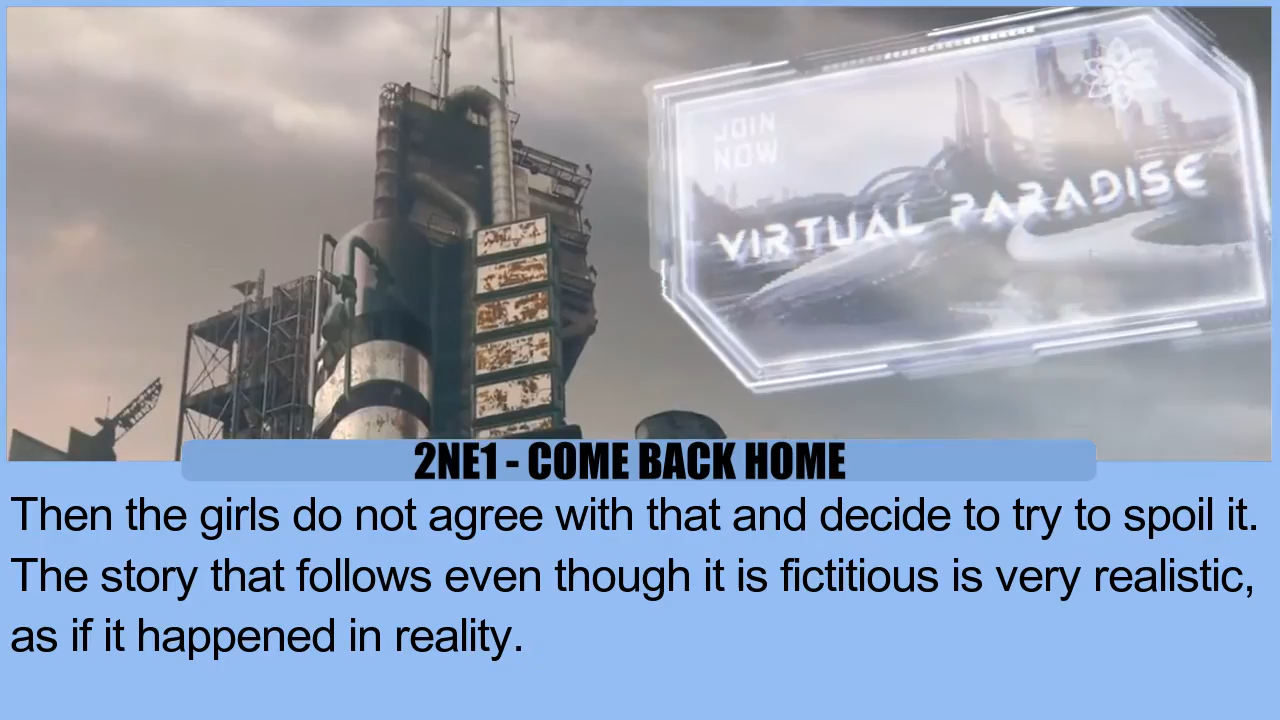 JOIN
NOW
VIRTUAL PARADISE
2NE1 - COME BACK HOME
Then the girls do not agree with that and decide to try to spoil it.
The story that follows even though it is fictitious is very realistic,
as if it happened in reality.